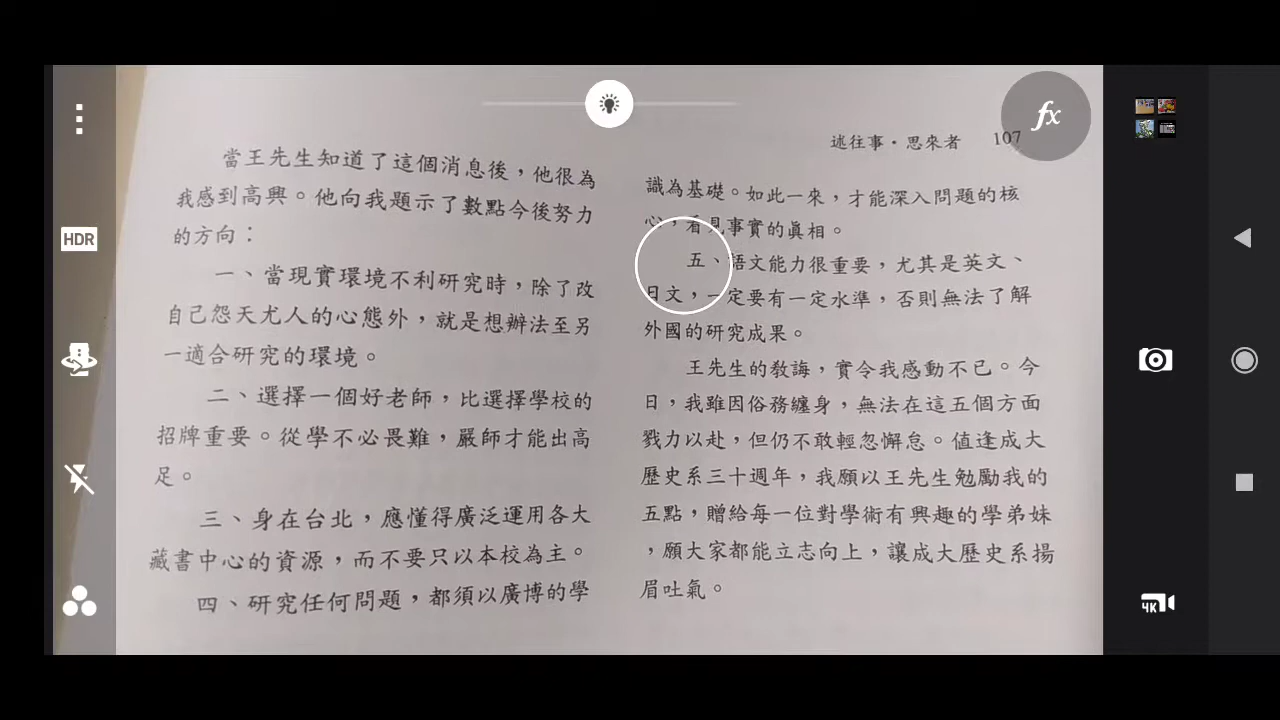 HDR
fx
4K
述往事・思來者 107
當王先生知道了這個消息後，他很為
我感到高興。他向我題示了數點今後努力
的方向：
一、當現實環境不利研究時，除了改
自己怨天尤人的心態外，就是想辦法至另
一適合研究的環境。
二、選擇一個好老師，比選擇學校的
招牌重要。從學不必畏難，嚴師才能出高
足。
三、身在台北，應懂得廣泛運用各大
藏書中心的資源，而不要只以本校為主。
四、研究任何問題，都須以廣博的學
識為基礎。如此一來，才能深入問題的核
心，看見事實的眞相。
五、語文能力很重要，尤其是英文、
日文，一定要有一定水準，否則無法了解
外國的研究成果。
王先生的教誨，實令我感動不已。今
日，我雖因俗務纏身，無法在這五個方面
戮力以赴，但仍不敢輕忽懈怠。值逢成大
歷史系三十週年，我願以王先生勉勵我的
五點，贈給每一位對學術有興趣的學弟妹
，願大家都能立志向上，讓成大歷史系揚
眉吐氣。